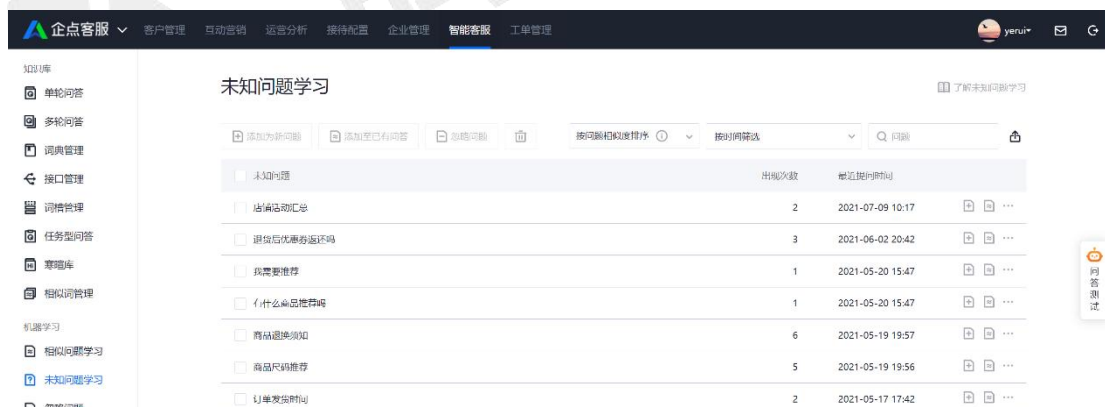 企点客服 客户管理 互动营销 运营分析 接待配置 企业管理 智能客服 工单管理 yerui
知识库
单轮问答
多轮问答
词典管理
接口管理
词槽管理
任务型问答
寒暄库
相似词管理
机器学习
相似问题学习
未知问题学习
忽略问题
未知问题学习 了解未知问题学习
添加为新问题 添加至已有问答 忽略问题 按问题相似度排序 按时间筛选 问题
未知问题 出现次数 最近提问时间
店铺活动汇总 2 2021-07-09 10:17
退货后优惠券返还吗 3 2021-06-02 20:42
我需要推荐 1 2021-05-20 15:47
有什么商品推荐吗 1 2021-05-20 15:47
商品退换须知 6 2021-05-19 19:57
商品尺码推荐 5 2021-05-19 19:56
订单发货时间 2 2021-05-17 17:42
问答测试